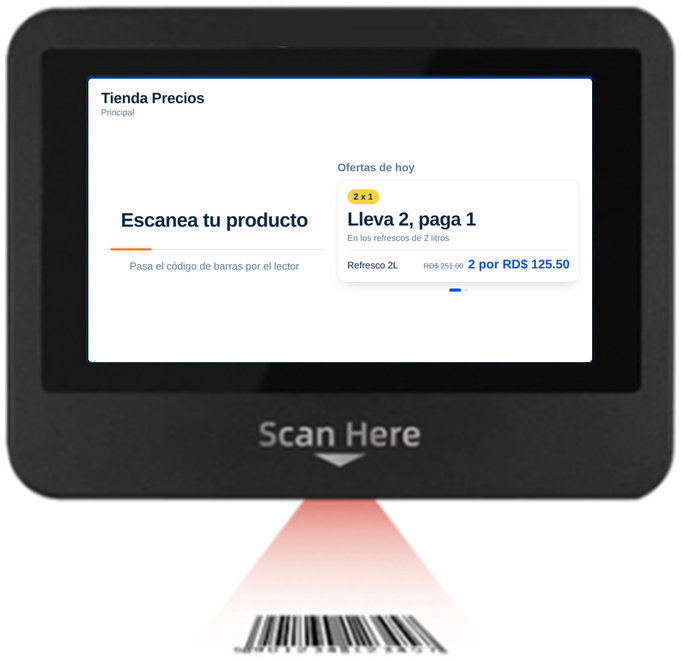 Tienda Precios
Principal
Escanea tu producto
Pasa el código de barras por el lector
Ofertas de hoy
2 x 1
Lleva 2, paga 1
En los refrescos de 2 litros
Refresco 2L RD$ 251.00 2 por RD$ 125.50
Scan Here